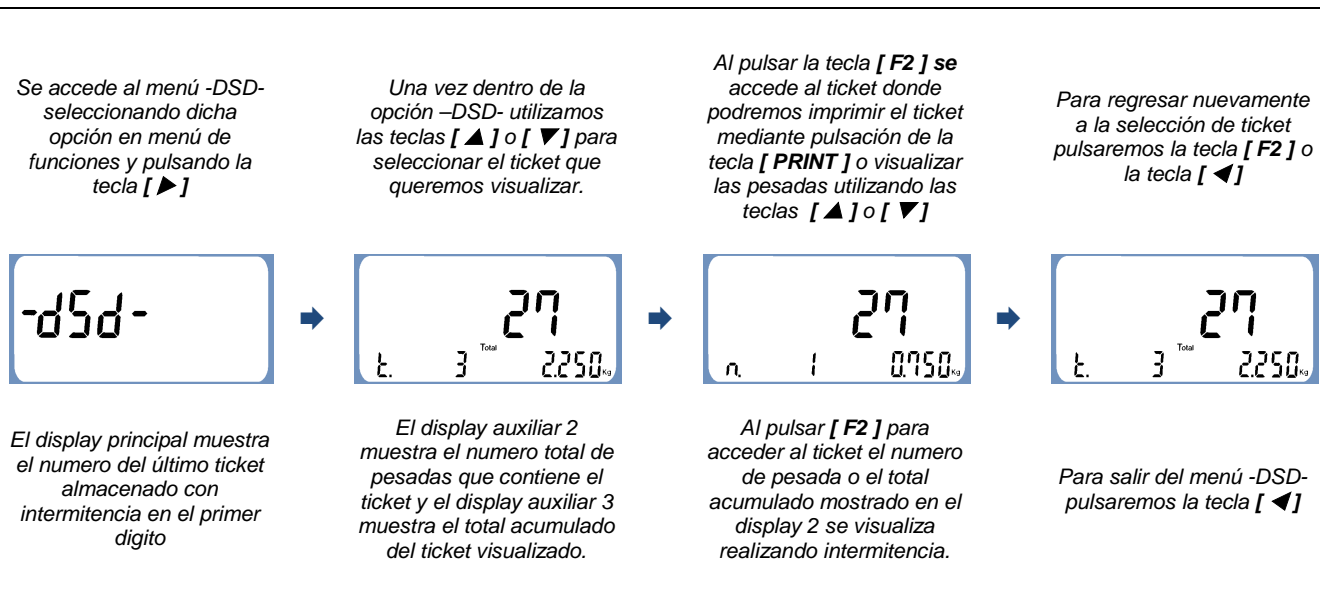 Se accede al menú -DSD-
seleccionando dicha
opción en menú de
funciones y pulsando la
tecla [ ▶ ]
Una vez dentro de la
opción –DSD- utilizamos
las teclas [ ▲ ] o [ ▼ ] para
seleccionar el ticket que
queremos visualizar.
Al pulsar la tecla [ F2 ] se
accede al ticket donde
podremos imprimir el ticket
mediante pulsación de la
tecla [ PRINT ] o visualizar
las pesadas utilizando las
teclas [ ▲ ] o [ ▼ ]
Para regresar nuevamente
a la selección de ticket
pulsaremos la tecla [ F2 ] o
la tecla [ ◀ ]
-dSd-
27
t. 3 Total 2.250 Kg
27
n. 1 0.750 Kg
27
t. 3 Total 2.250 Kg
El display principal muestra
el numero del último ticket
almacenado con
intermitencia en el primer
digito
El display auxiliar 2
muestra el numero total de
pesadas que contiene el
ticket y el display auxiliar 3
muestra el total acumulado
del ticket visualizado.
Al pulsar [ F2 ] para
acceder al ticket el numero
de pesada o el total
acumulado mostrado en el
display 2 se visualiza
realizando intermitencia.
Para salir del menú -DSD-
pulsaremos la tecla [ ◀ ]